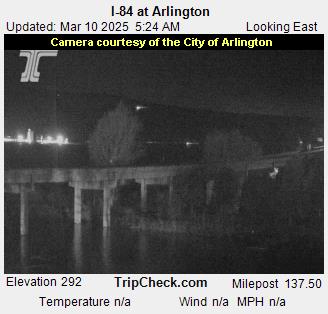 I-84 at Arlington
Updated: Mar 10 2025 5:24 AM Looking East
Camera courtesy of the City of Arlington
Elevation 292 TripCheck.com Milepost 137.50
Temperature n/a Wind n/a MPH n/a